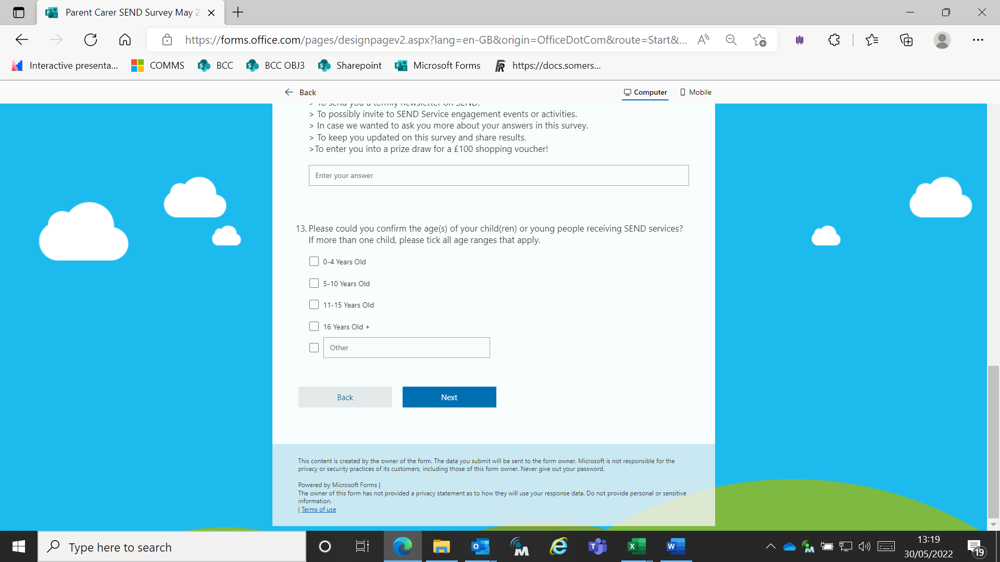 Parent Carer SEND Survey May 2
https://forms.office.com/pages/designpagev2.aspx?lang=en-GB&origin=OfficeDotCom&route=Start&...
Interactive presenta...
COMMS
BCC
BCC OBJ3
Sharepoint
Microsoft Forms
https://docs.somers...
Back
Computer
Mobile
> To send you a termly newsletter on SEND.
> To possibly invite to SEND Service engagement events or activities.
> In case we wanted to ask you more about your answers in this survey.
> To keep you updated on this survey and share results.
>To enter you into a prize draw for a £100 shopping voucher!
Enter your answer
13. Please could you confirm the age(s) of your child(ren) or young people receiving SEND services?
If more than one child, please tick all age ranges that apply.
0-4 Years Old
5-10 Years Old
11-15 Years Old
16 Years Old +
Other
Back
Next
This content is created by the owner of the form. The data you submit will be sent to the form owner. Microsoft is not responsible for the
privacy or security practices of its customers, including those of this form owner. Never give out your password.
Powered by Microsoft Forms |
The owner of this form has not provided a privacy statement as to how they will use your response data. Do not provide personal or sensitive
information.
| Terms of use
Type here to search
13:19
30/05/2022
19